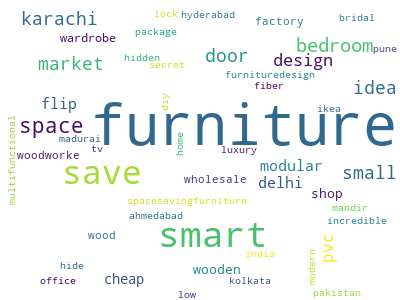 lock
hyderabad
bridal
karachi
factory
package
wardrobe
hidden
door
bedroom
pune
market
secret
design
furnituredesign
fiber
idea
flip
diy
ikea
furniture
space
madurai
multifunctional
home
tv
luxury
woodworke
save
modular
small
wholesale
delhi
shop
spacesavingfurniture
mandir
ahmedabad
incredible
wood
smart
pvc
india
modern
hide
wooden
office
cheap
kolkata
low
pakistan